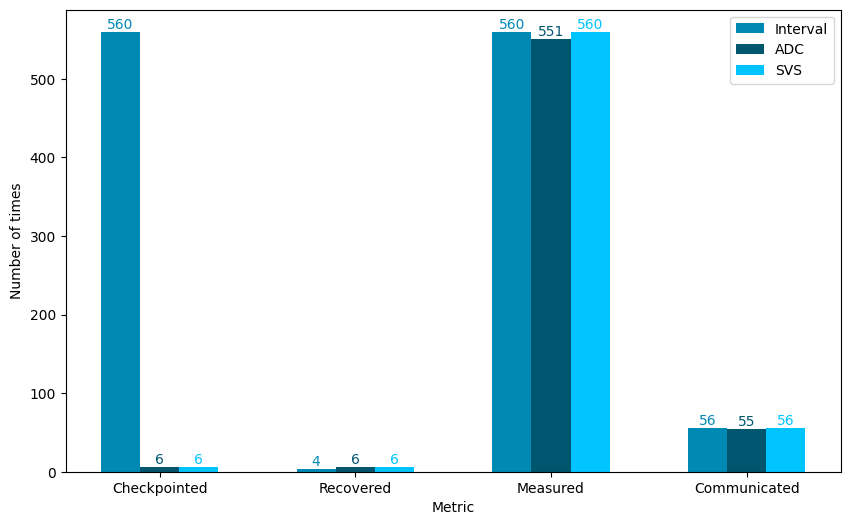 560
6
6
4
6
6
560
551
560
56
55
56
Interval
ADC
SVS
Number of times
500
400
300
200
100
0
Checkpointed
Recovered
Measured
Communicated
Metric